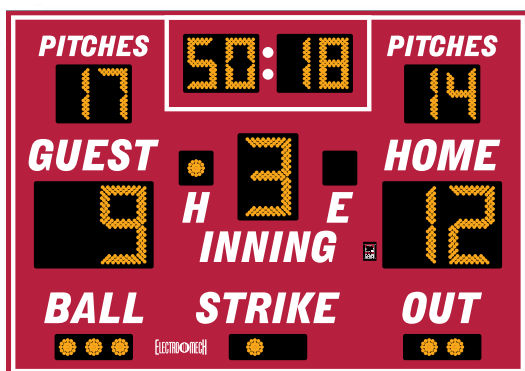 PITCHES 50:18 PITCHES
17 14
GUEST 3 HOME
H E
9 12
INNING
BALL STRIKE OUT
ELECTRO-MECH